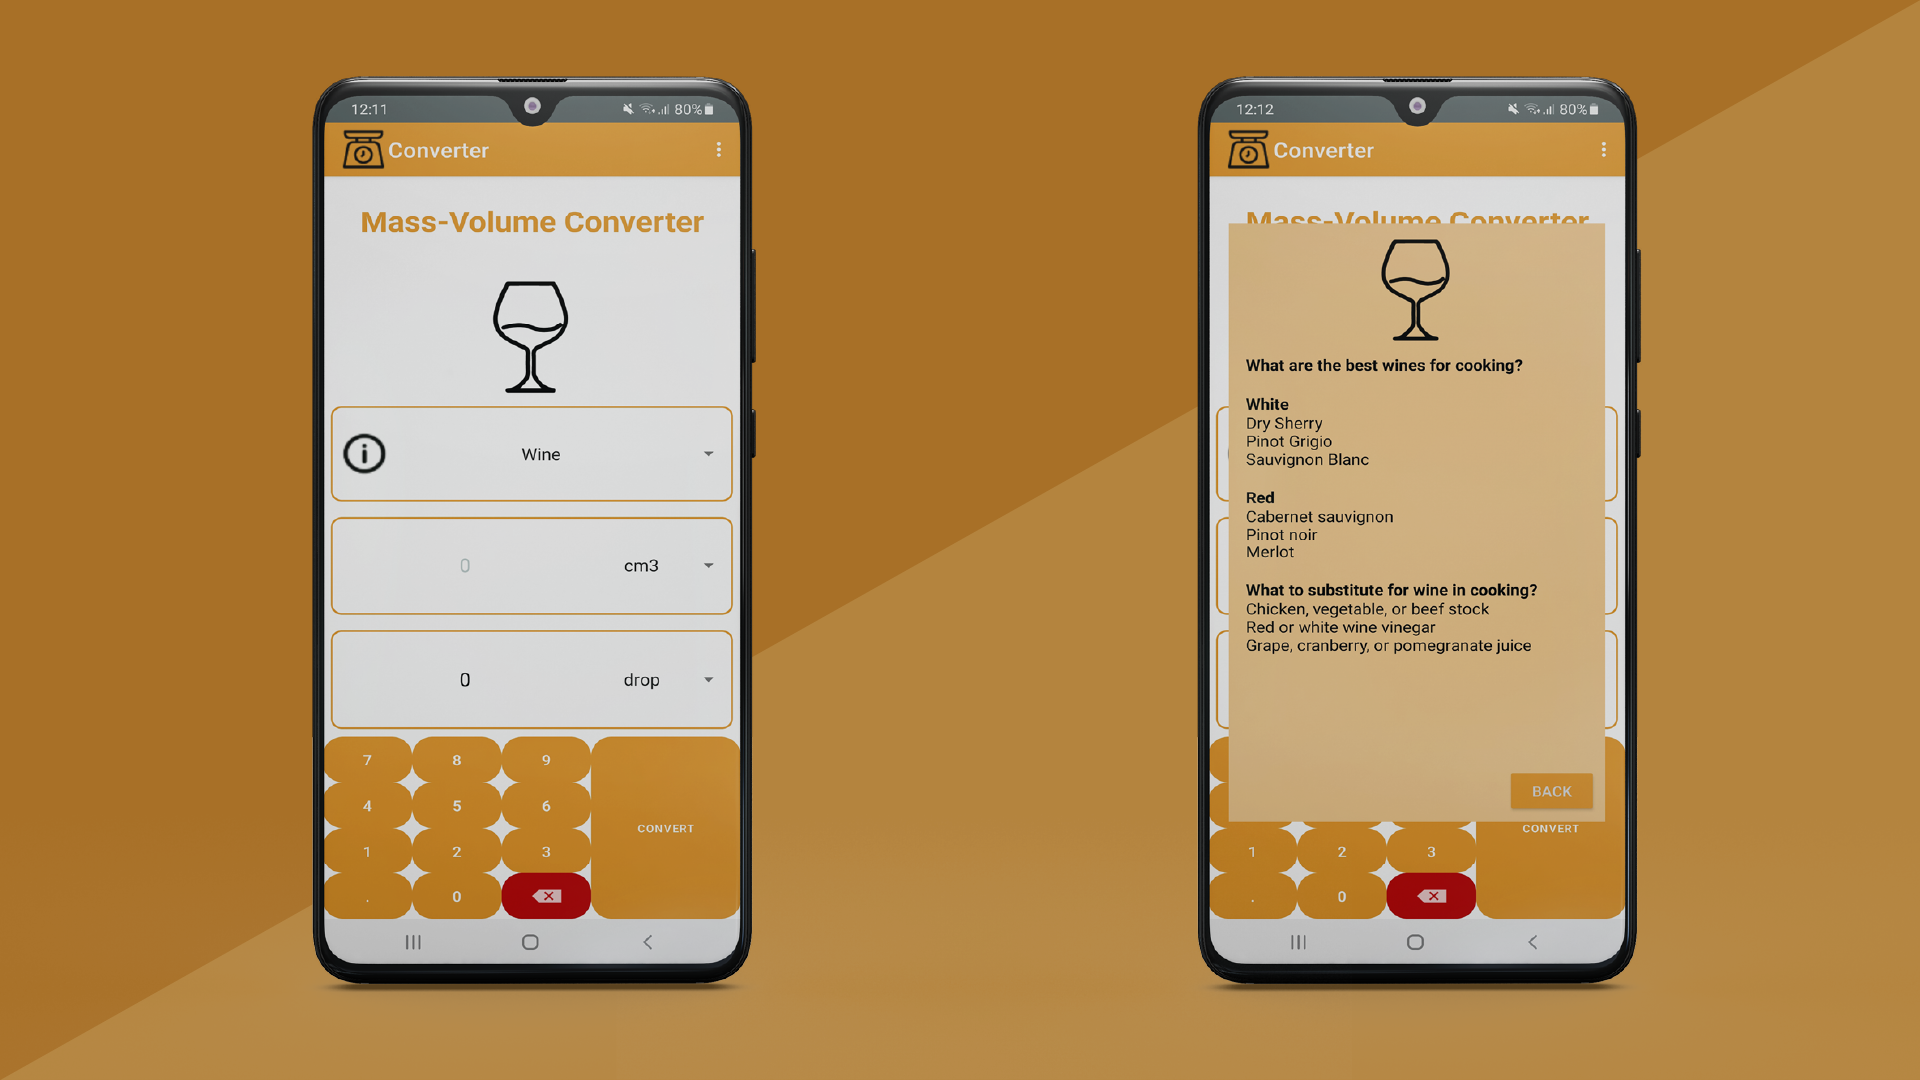 12:11
80%
Converter
Mass-Volume Converter
Wine
0 cm3
0 drop
7 8 9
4 5 6
CONVERT
1 2 3
. 0
12:12
80%
Converter
Mass-Volume Converter
What are the best wines for cooking?
White
Dry Sherry
Pinot Grigio
Sauvignon Blanc
Red
Cabernet sauvignon
Pinot noir
Merlot
What to substitute for wine in cooking?
Chicken, vegetable, or beef stock
Red or white wine vinegar
Grape, cranberry, or pomegranate juice
BACK
CONVERT
1 2 3
. 0